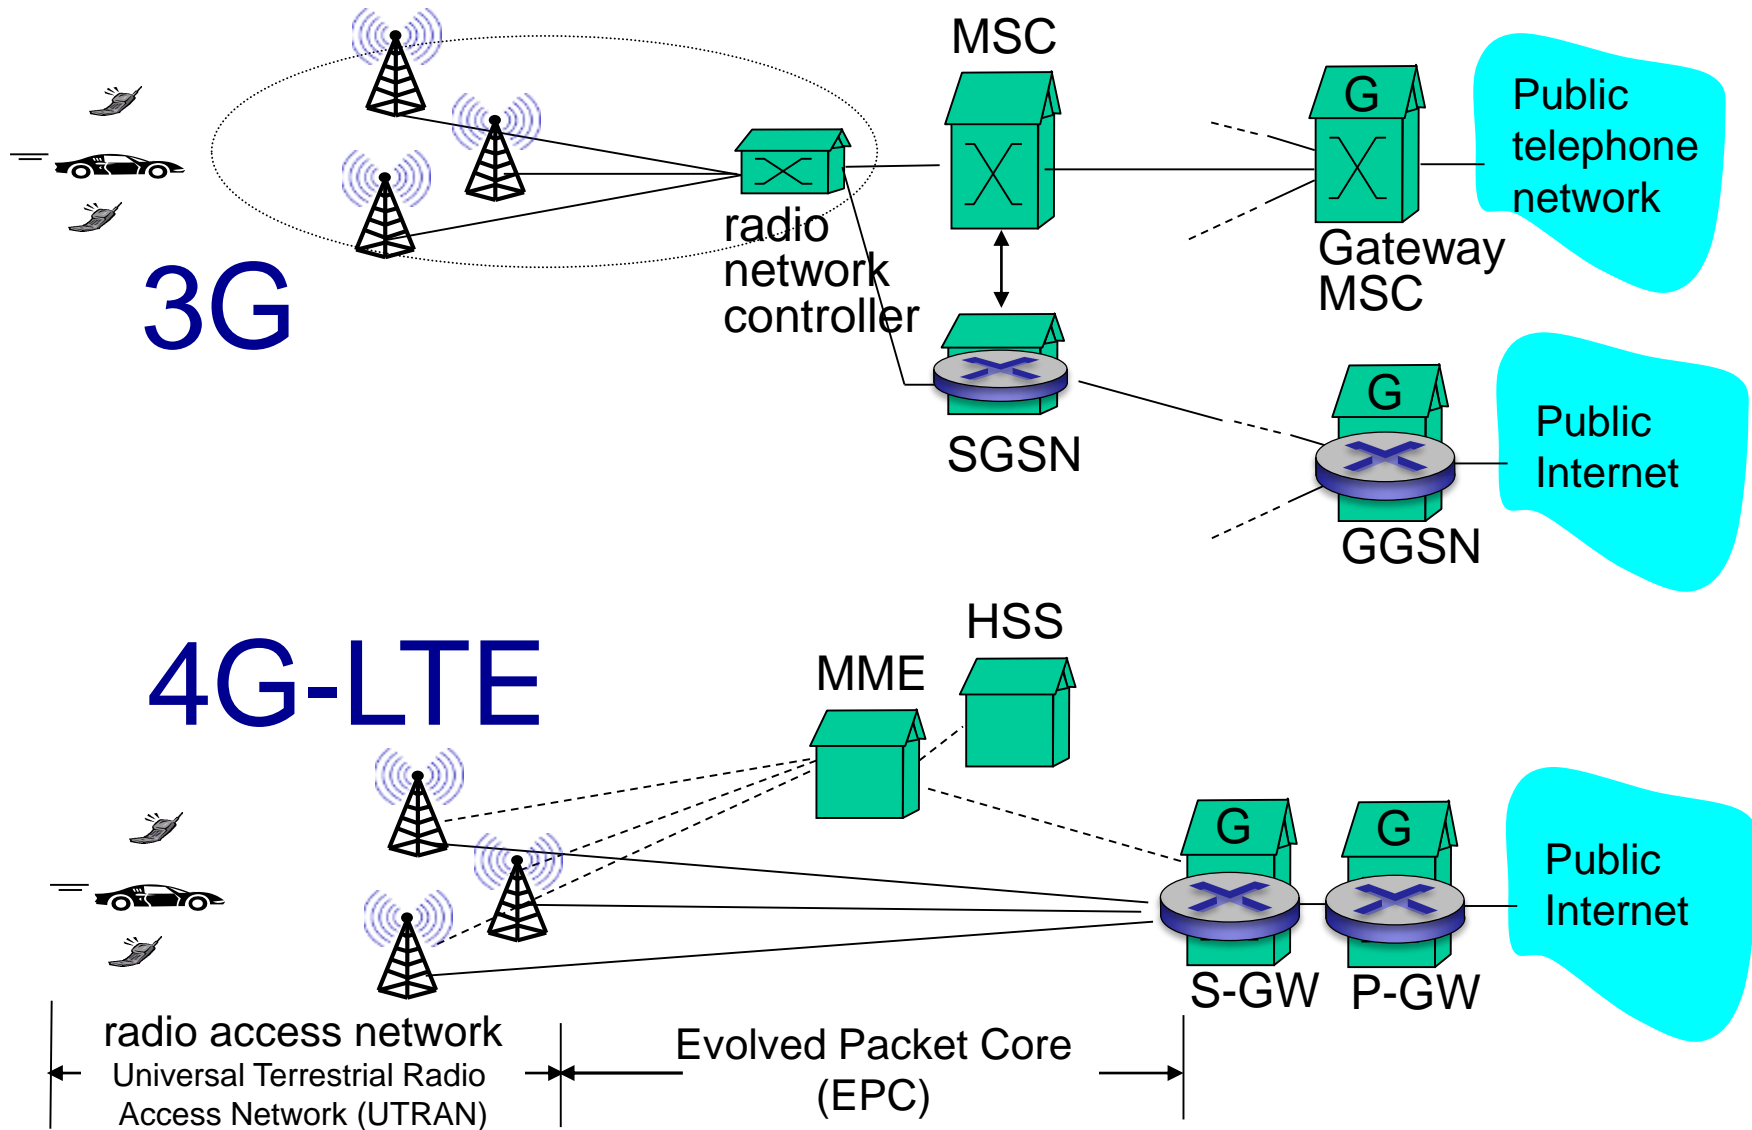 MSC
G
Public
telephone
network
radio
network
controller
Gateway
MSC
3G
SGSN
G
Public
Internet
GGSN
HSS
4G-LTE
MME
G
G
Public
Internet
S-GW
P-GW
radio access network
Universal Terrestrial Radio
Access Network (UTRAN)
Evolved Packet Core
(EPC)